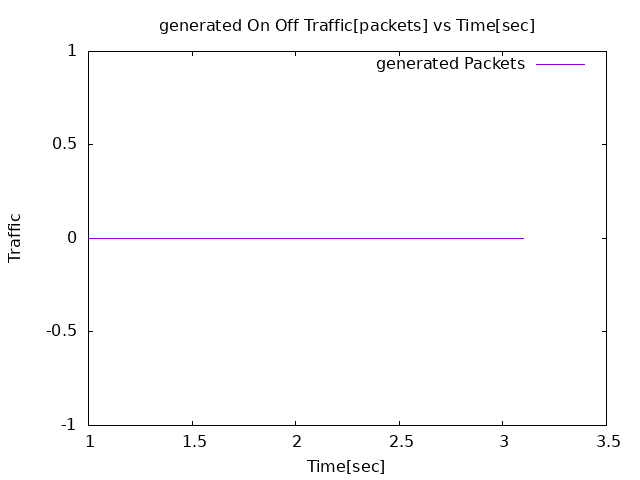 generated On Off Traffic[packets] vs Time[sec]
generated Packets
1
0.5
0
-0.5
-1
Traffic
1 1.5 2 2.5 3 3.5
Time[sec]